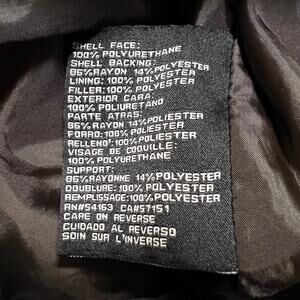 SHELL FACE:
100% POLYURETHANE
SHELL BACKING:
86%RAYON 14%POLYESTER
LINING: 100% POLYESTER
FILLER: 100% POLYESTER
EXTERIOR CARA:
100% POLIURETANO
PARTE ATRAS:
86%RAYON 14%POLYESTER
FORRO: 100% POLIESTER
RELLENO: 100% POLIESTER
VISAGE DE COQUILLE:
100% POLYURETHANE
SUPPORT:
86%RAYONNE 14%POLYESTER
DOUBLURE: 100% POLYESTER
REMPLISSAGE: 100% POLYESTER
RN#54163 CA#57151
CARE ON REVERSE
CUIDADO AL REVERSO
SOIN SUR L'INVERSE